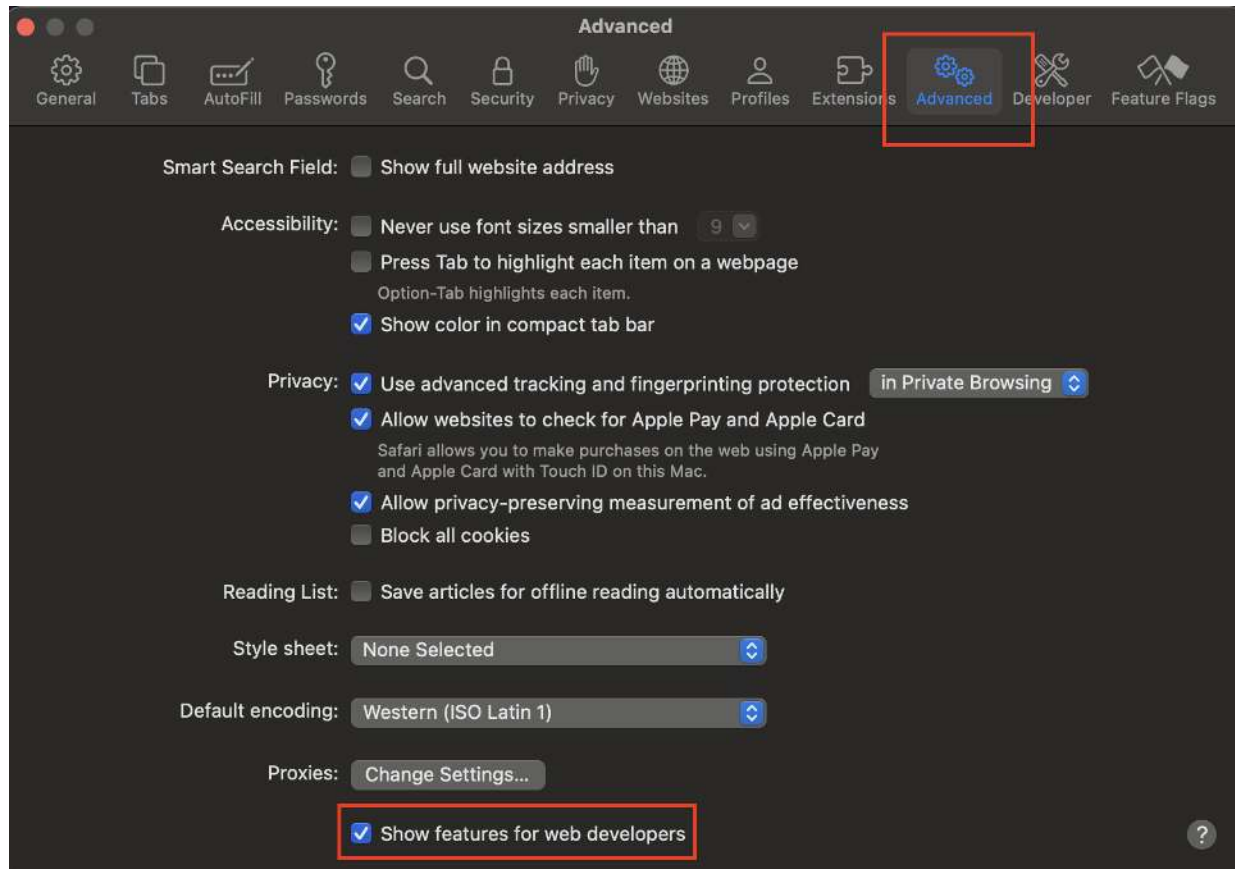 Advanced
General Tabs AutoFill Passwords Search Security Privacy Websites Profiles Extensions Advanced Developer Feature Flags
Smart Search Field: Show full website address
Accessibility: Never use font sizes smaller than 9
Press Tab to highlight each item on a webpage
Option-Tab highlights each item.
Show color in compact tab bar
Privacy: Use advanced tracking and fingerprinting protection in Private Browsing
Allow websites to check for Apple Pay and Apple Card
Safari allows you to make purchases on the web using Apple Pay
and Apple Card with Touch ID on this Mac.
Allow privacy-preserving measurement of ad effectiveness
Block all cookies
Reading List: Save articles for offline reading automatically
Style sheet: None Selected
Default encoding: Western (ISO Latin 1)
Proxies: Change Settings...
Show features for web developers ?